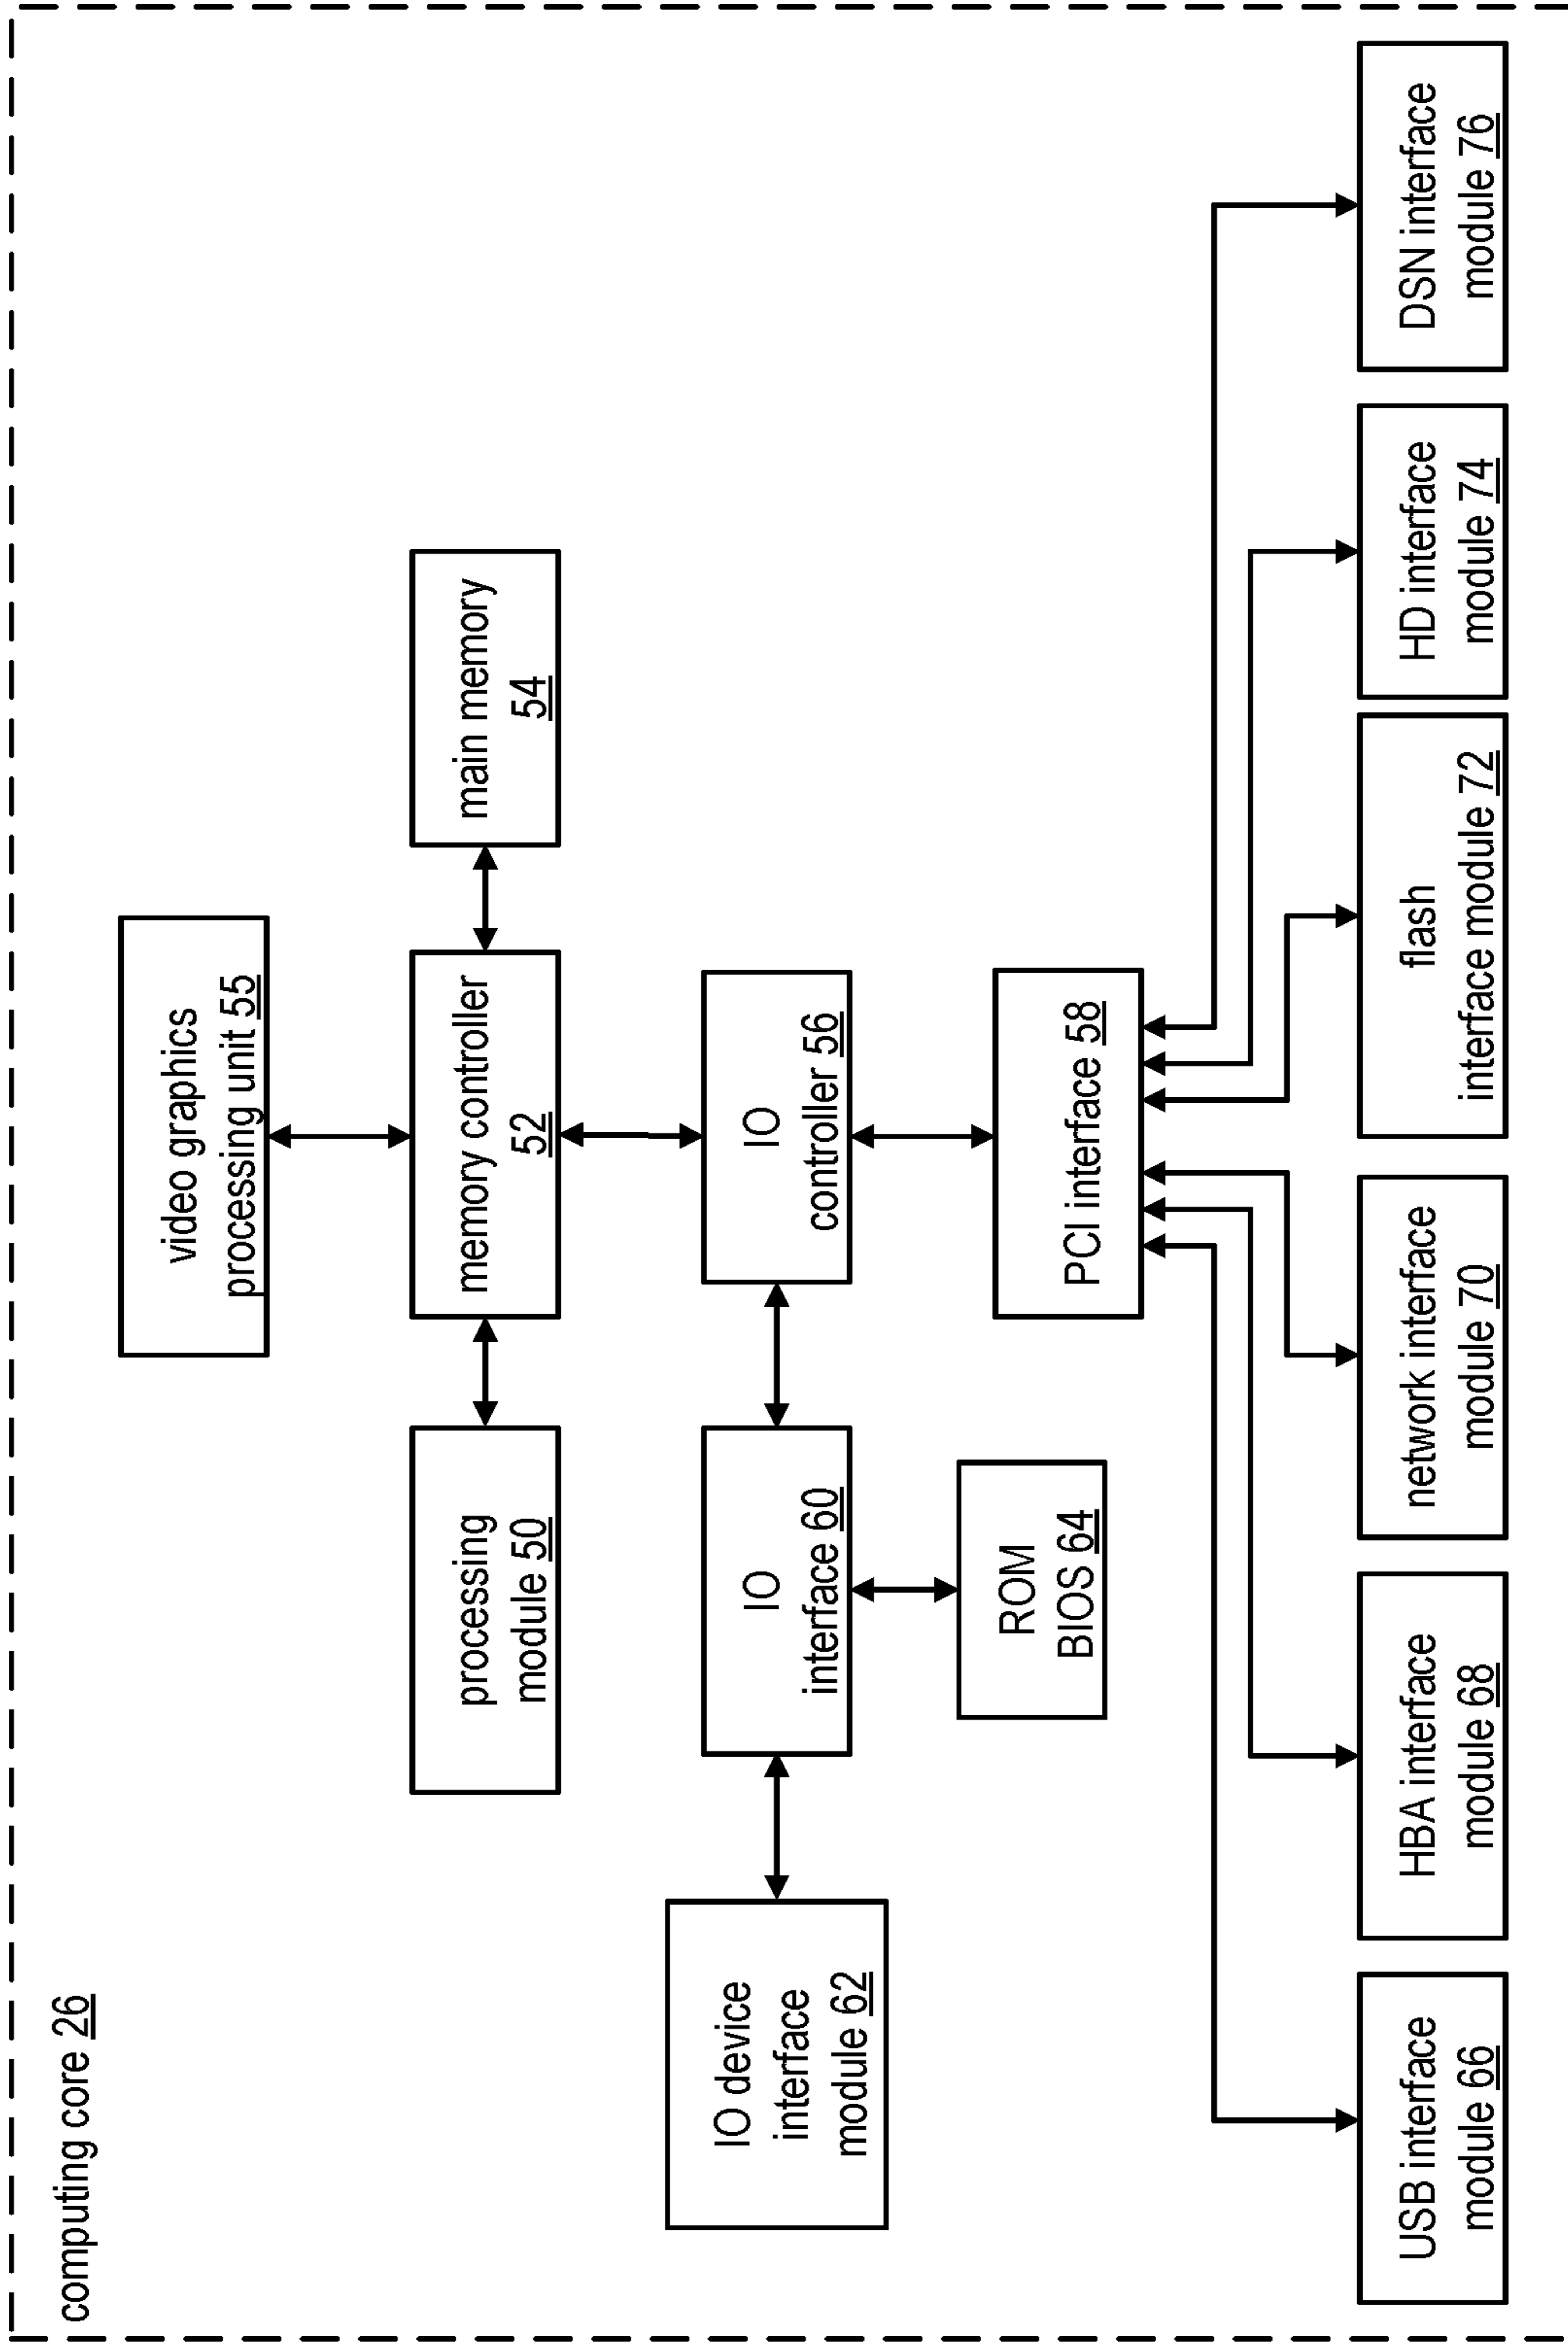 computing core 26
video graphics
processing unit 55
processing
module 50
memory controller
52
main memory
54
IO device
interface
module 62
IO
interface 60
IO
controller 56
ROM
BIOS 64
PCI interface 58
USB interface
module 66
HBA interface
module 68
network interface
module 70
flash
interface module 72
HD interface
module 74
DSN interface
module 76